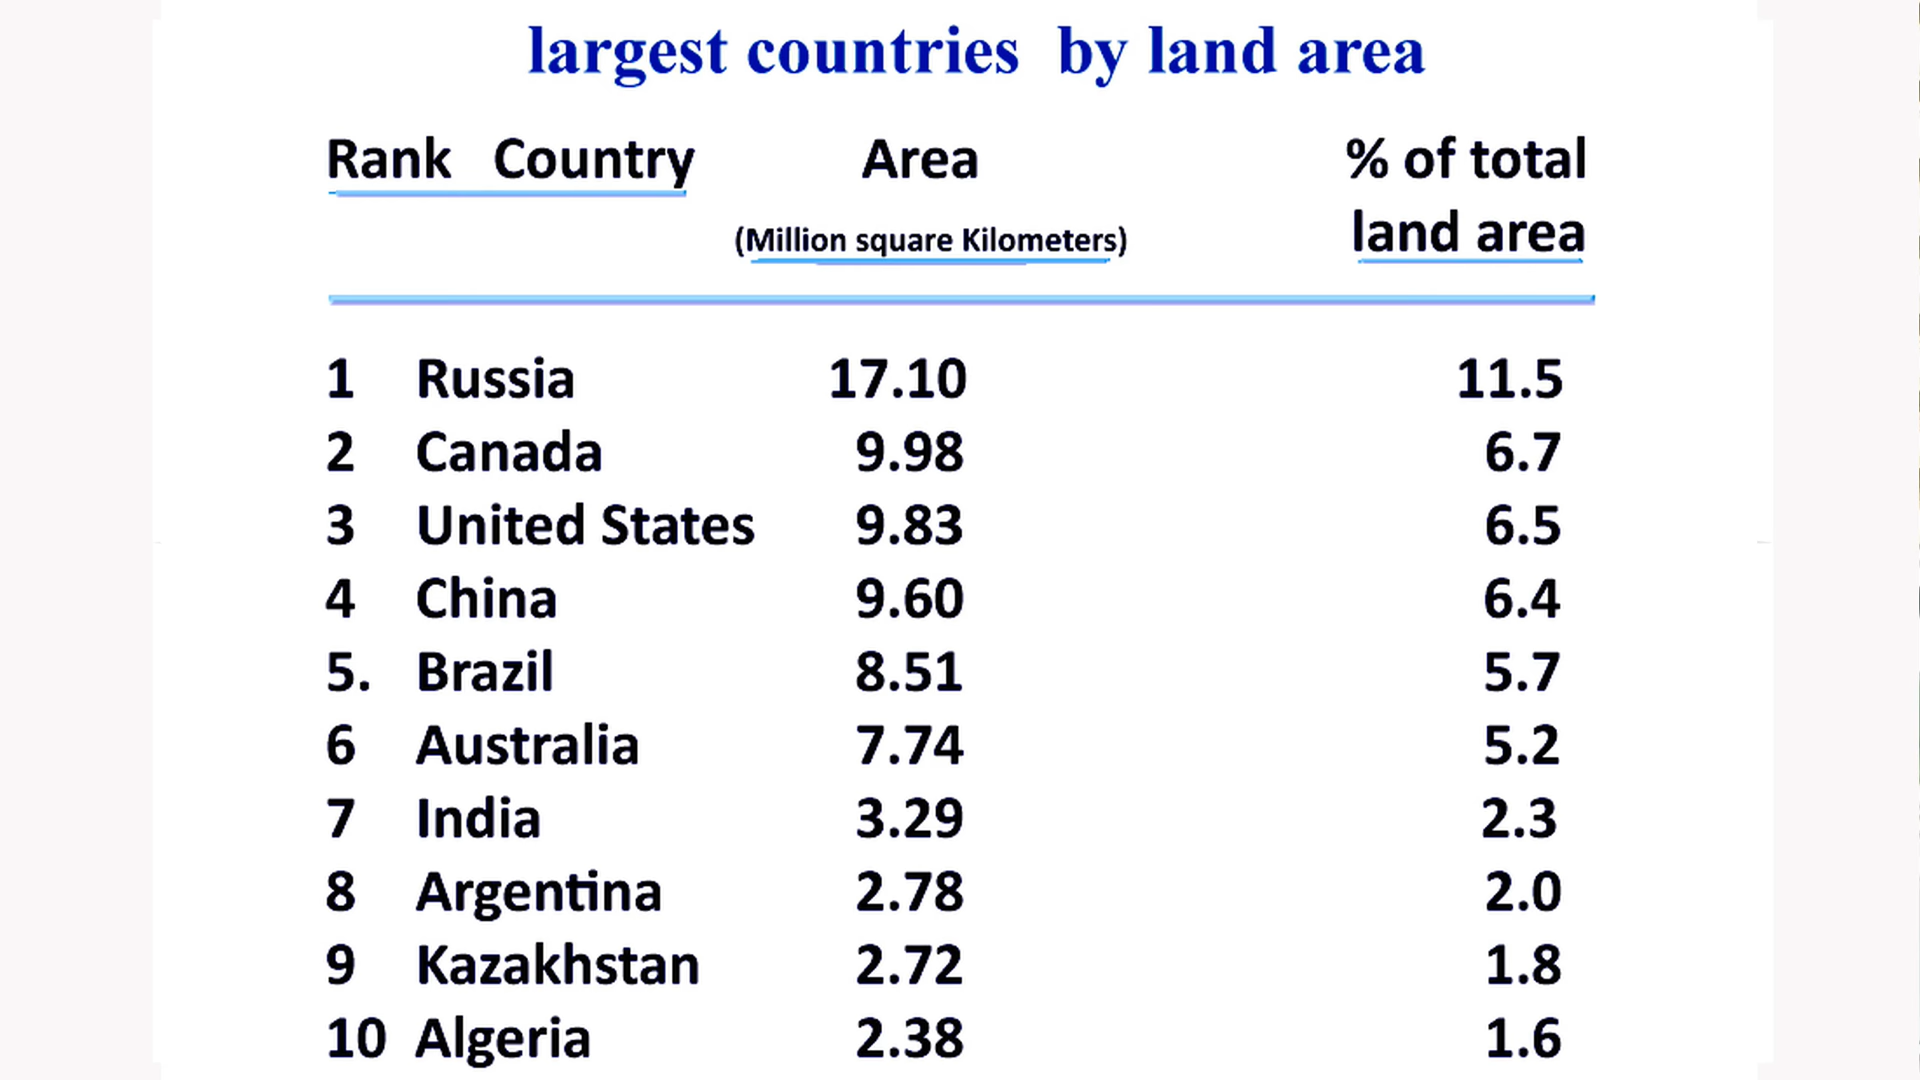 largest countries by land area
Rank Country Area % of total
(Million square Kilometers) land area
1 Russia 17.10 11.5
2 Canada 9.98 6.7
3 United States 9.83 6.5
4 China 9.60 6.4
5. Brazil 8.51 5.7
6 Australia 7.74 5.2
7 India 3.29 2.3
8 Argentina 2.78 2.0
9 Kazakhstan 2.72 1.8
10 Algeria 2.38 1.6